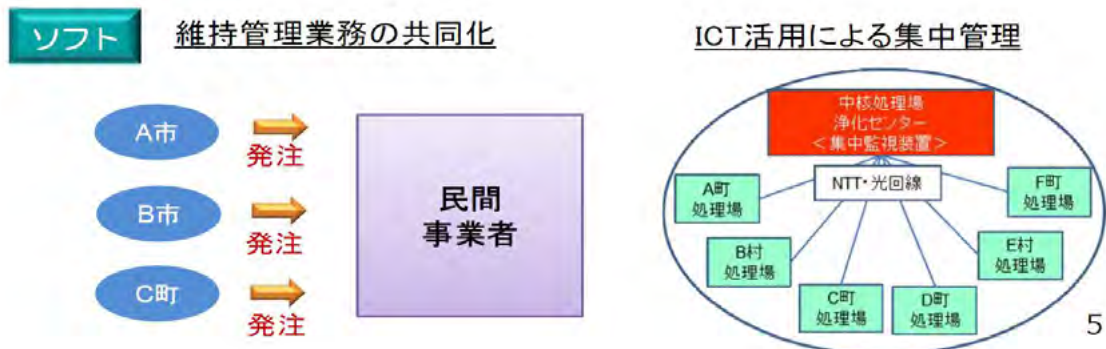 ソフト
維持管理業務の共同化
A市
発注
B市
発注
C町
発注
民間
事業者
ICT活用による集中管理
中核処理場
浄化センター
＜集中監視装置＞
NTT・光回線
A町
処理場
F町
処理場
B村
処理場
E村
処理場
C町
処理場
D町
処理場
5